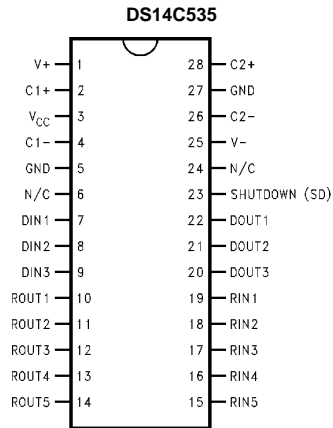 DS14C535
V+ 1 28 C2+
C1+ 2 27 GND
VCC 3 26 C2-
C1- 4 25 V-
GND 5 24 N/C
N/C 6 23 SHUTDOWN (SD)
DIN1 7 22 DOUT1
DIN2 8 21 DOUT2
DIN3 9 20 DOUT3
ROUT1 10 19 RIN1
ROUT2 11 18 RIN2
ROUT3 12 17 RIN3
ROUT4 13 16 RIN4
ROUT5 14 15 RIN5